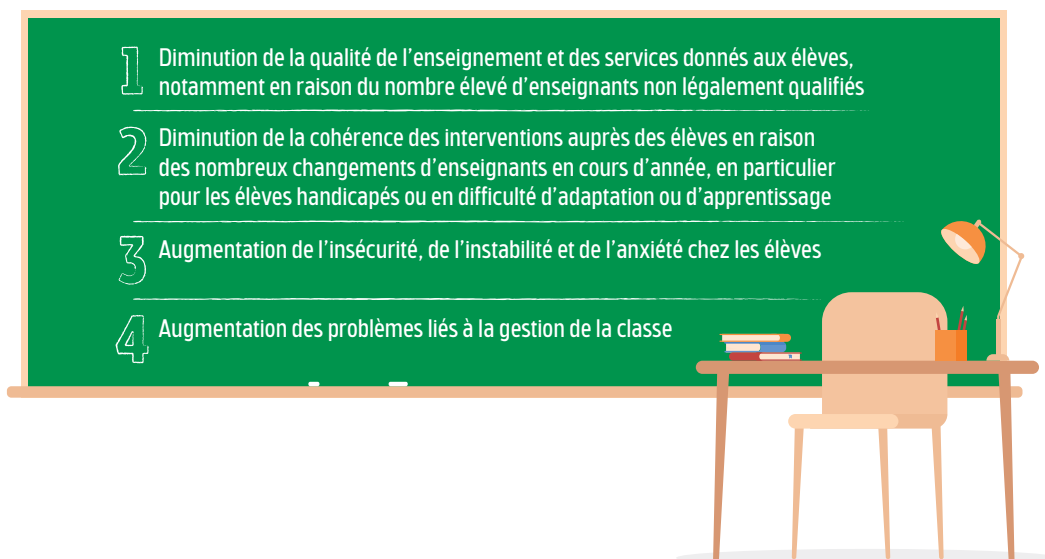 1 Diminution de la qualité de l’enseignement et des services donnés aux élèves,
notamment en raison du nombre élevé d’enseignants non légalement qualifiés
2 Diminution de la cohérence des interventions auprès des élèves en raison
des nombreux changements d’enseignants en cours d’année, en particulier
pour les élèves handicapés ou en difficulté d’adaptation ou d’apprentissage
3 Augmentation de l’insécurité, de l’instabilité et de l’anxiété chez les élèves
4 Augmentation des problèmes liés à la gestion de la classe